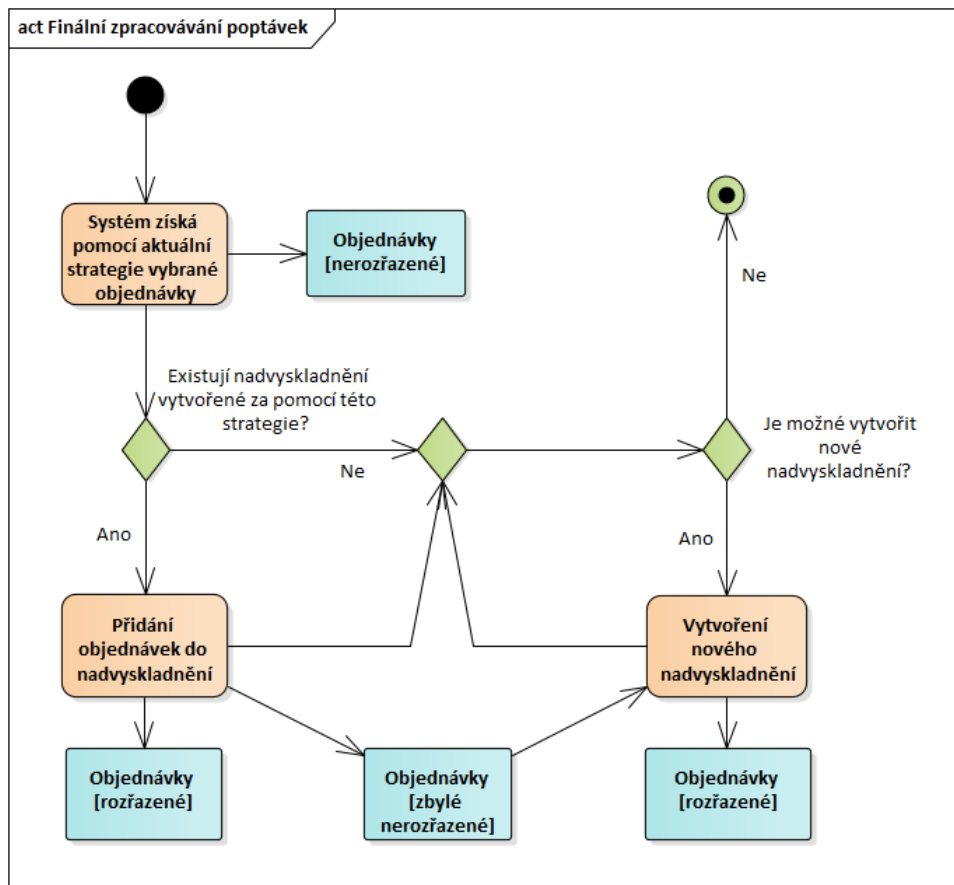 act Finální zpracovávání poptávek
Systém získá
pomocí aktuální
strategie vybrané
objednávky
Objednávky
[nerozřazené]
Ne
Existují nadvyskladnění
vytvořené za pomocí této
strategie?
Ne
Je možné vytvořit
nové
nadvyskladnění?
Ano
Ano
Přidání
objednávek do
nadvyskladnění
Vytvoření
nového
nadvyskladnění
Objednávky
[rozřazené]
Objednávky
[zbylé
nerozřazené]
Objednávky
[rozřazené]